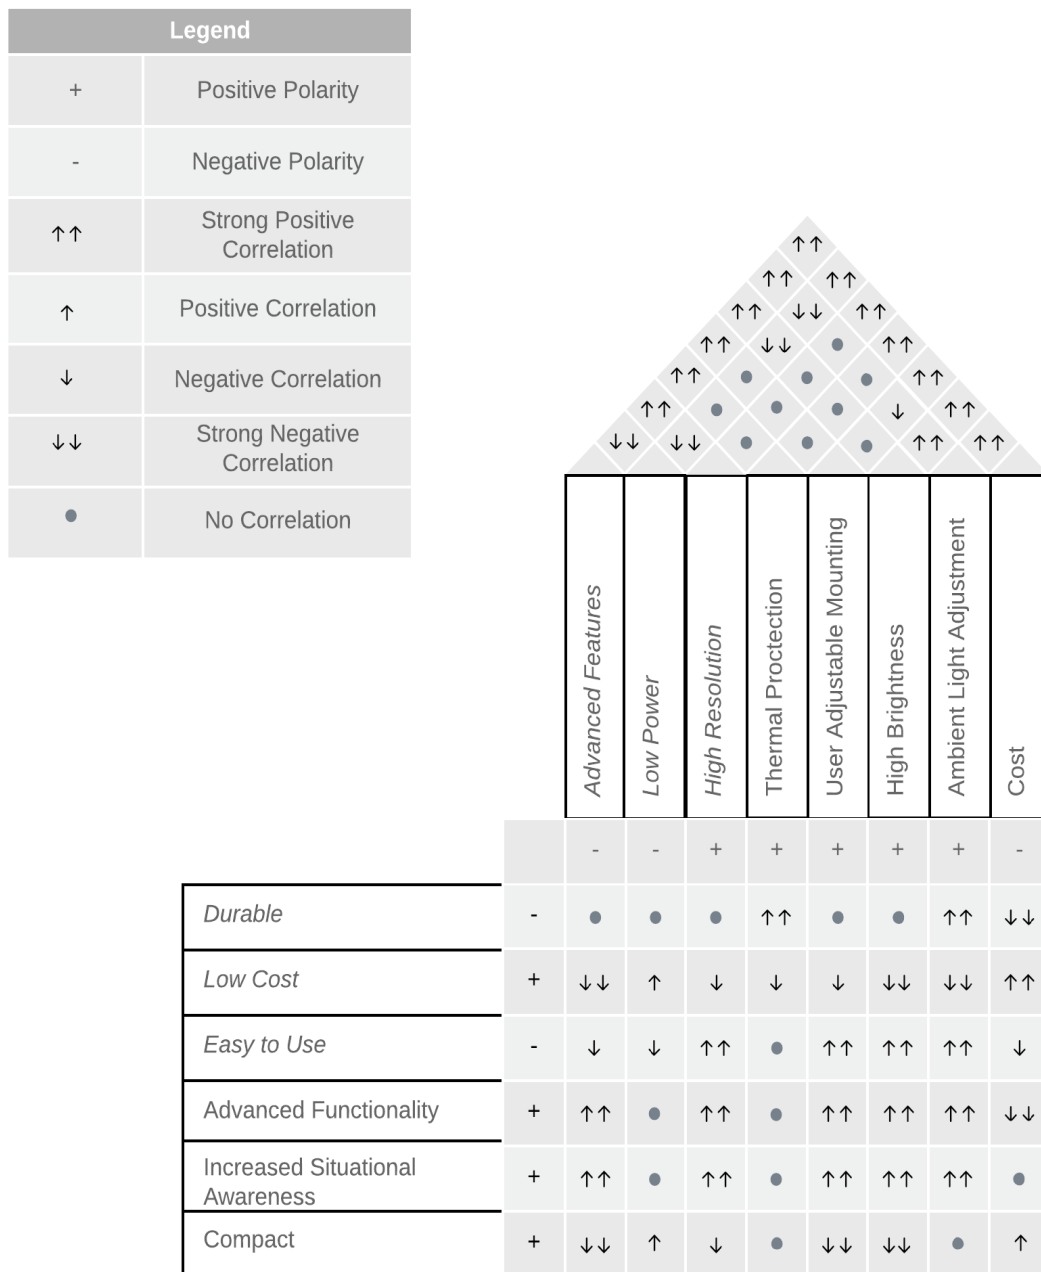 Legend
+ Positive Polarity
- Negative Polarity
↑↑ Strong Positive
Correlation
↑ Positive Correlation
↓ Negative Correlation
↓↓ Strong Negative
Correlation
● No Correlation
↑↑
↑↑ ↑↑
↑↑ ↓↓ ↑↑
↑↑ ↓↓ ● ↑↑
↑↑ ● ● ● ↑↑
↑↑ ● ● ● ↓ ↑↑
↓↓ ↓↓ ● ● ● ↑↑ ↑↑
Advanced Features
Low Power
High Resolution
Thermal Proctection
User Adjustable Mounting
High Brightness
Ambient Light Adjustment
Cost
- - + + + + + -
Durable - ● ● ● ↑↑ ● ● ↑↑ ↓↓
Low Cost + ↓↓ ↑ ↓ ↓ ↓ ↓↓ ↓↓ ↑↑
Easy to Use - ↓ ↓ ↑↑ ● ↑↑ ↑↑ ↑↑ ↓
Advanced Functionality + ↑↑ ● ↑↑ ● ↑↑ ↑↑ ↑↑ ↓↓
Increased Situational
Awareness + ↑↑ ● ↑↑ ● ↑↑ ↑↑ ↑↑ ●
Compact + ↓↓ ↑ ↓ ● ↓↓ ↓↓ ● ↑